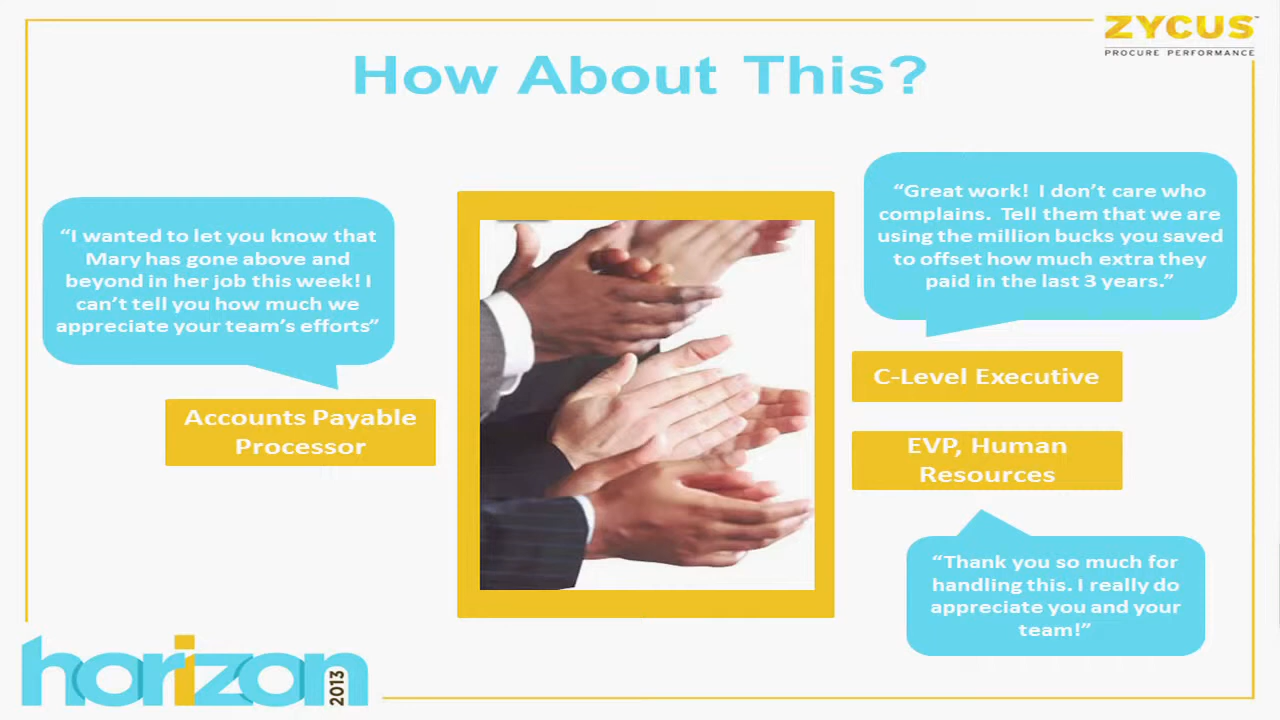 ZYCUS
PROCURE PERFORMANCE
How About This?
“I wanted to let you know that
Mary has gone above and
beyond in her job this week! I
can’t tell you how much we
appreciate your team’s efforts”
Accounts Payable
Processor
“Great work!  I don’t care who
complains.  Tell them that we are
using the million bucks you saved
to offset how much extra they
paid in the last 3 years.”
C-Level Executive
EVP, Human
Resources
“Thank you so much for
handling this. I really do
appreciate you and your
team!”
horizon
2013